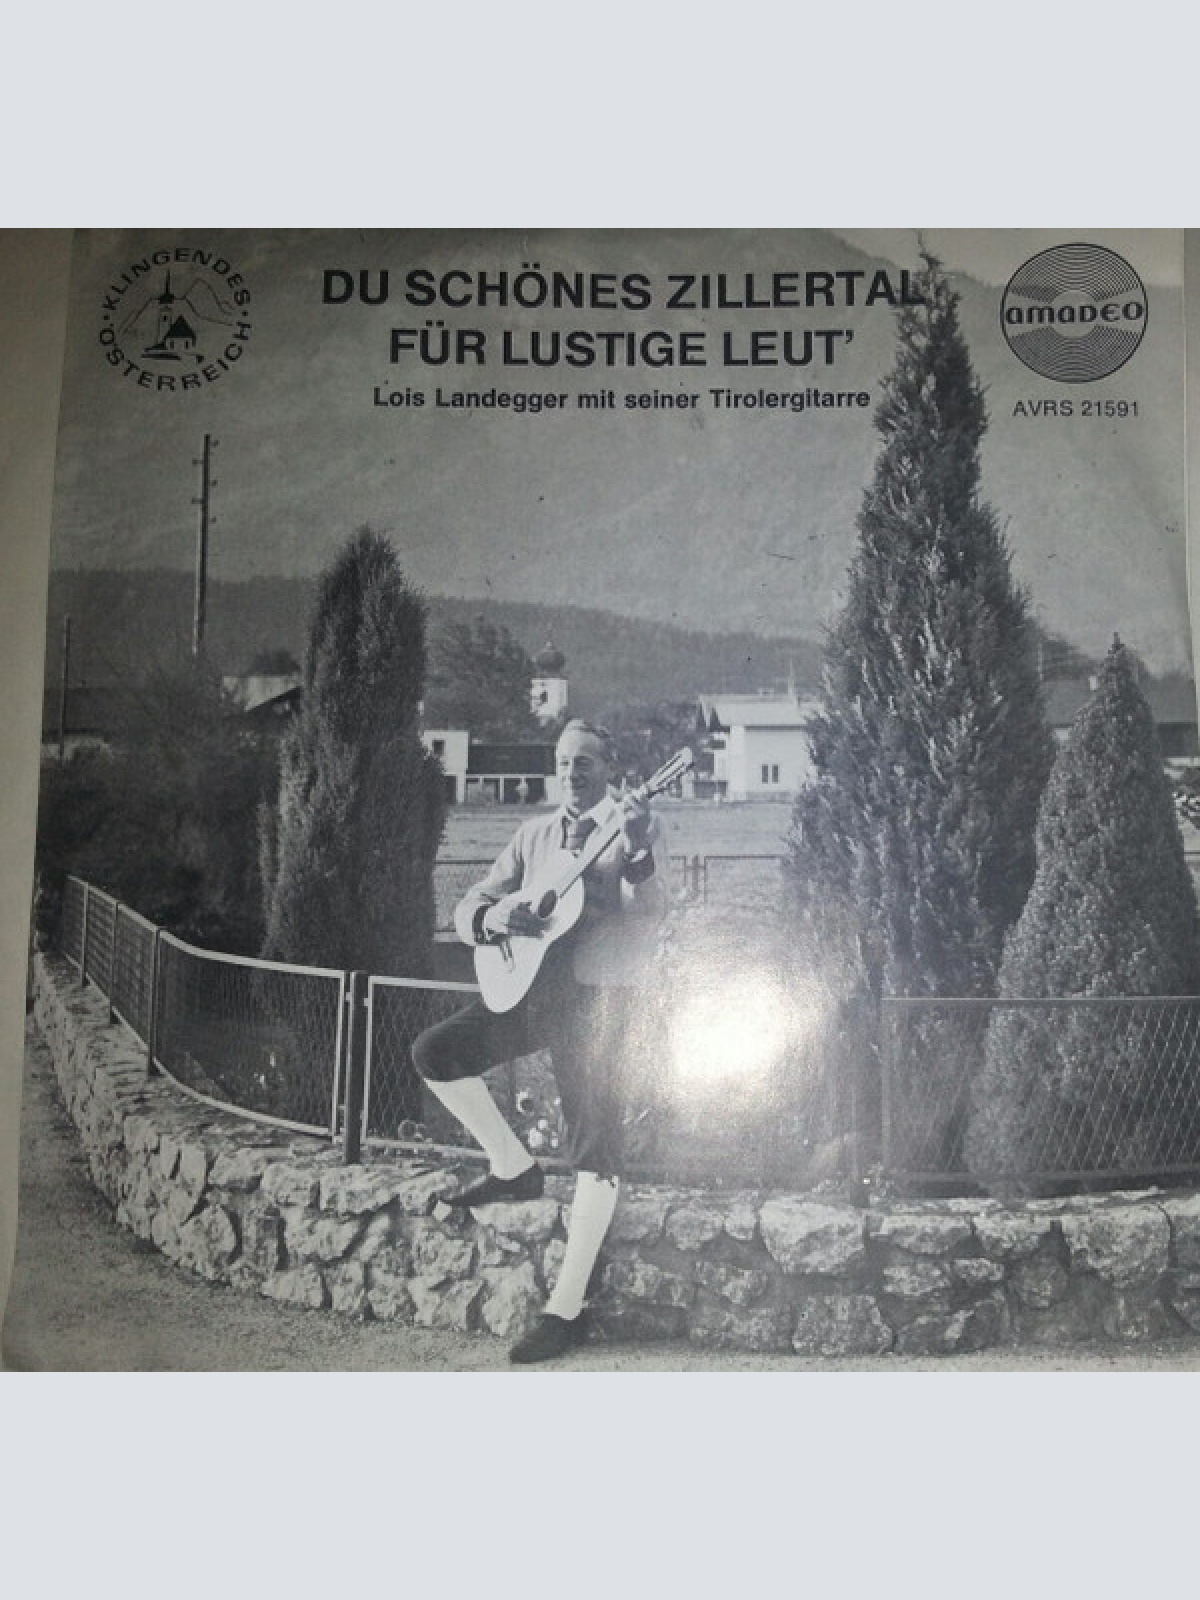 ·KLINGENDES·
ÖSTERREICH
DU SCHÖNES ZILLERTAL
FÜR LUSTIGE LEUT’
Lois Landegger mit seiner Tirolergitarre
amaDeo
AVRS 21591